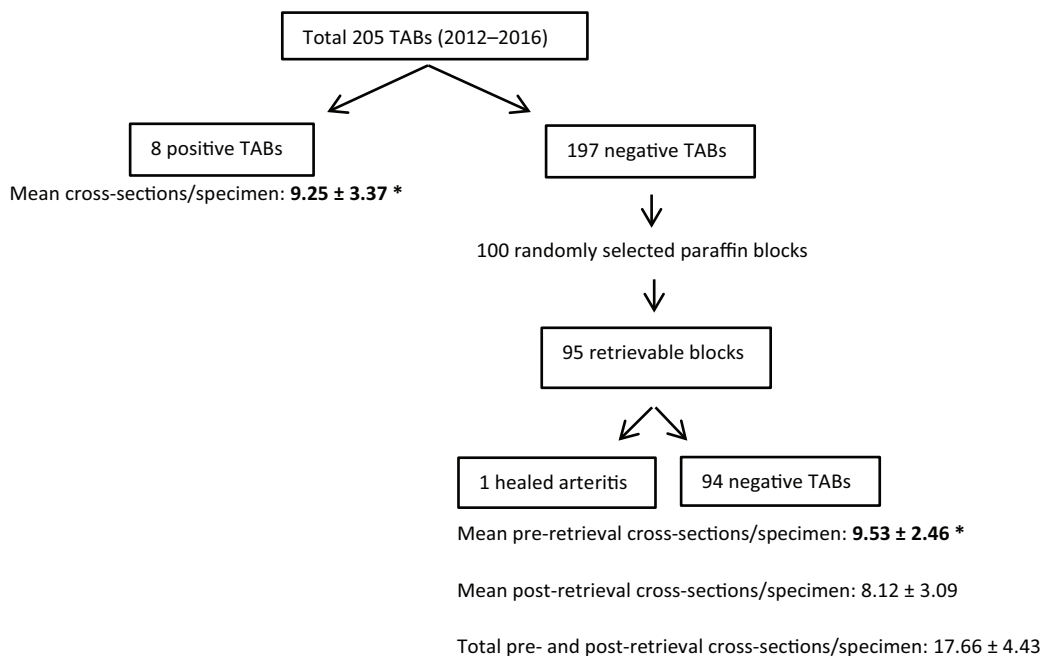 Total 205 TABs (2012–2016)
8 positive TABs
197 negative TABs
Mean cross-sections/specimen: 9.25 ± 3.37 *
100 randomly selected paraffin blocks
95 retrievable blocks
1 healed arteritis
94 negative TABs
Mean pre-retrieval cross-sections/specimen: 9.53 ± 2.46 *
Mean post-retrieval cross-sections/specimen: 8.12 ± 3.09
Total pre- and post-retrieval cross-sections/specimen: 17.66 ± 4.43